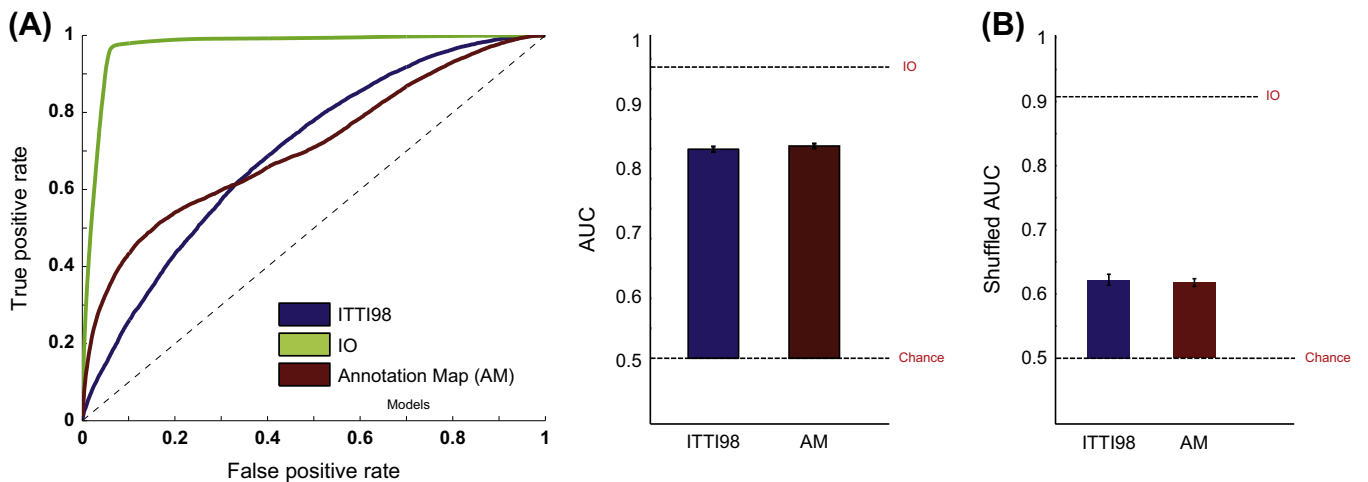 (A)
1
0.8
0.6
0.4
0.2
0
0
0.2
0.4
0.6
0.8
1
True positive rate
False positive rate
ITTI98
IO
Annotation Map (AM)
Models
1
0.9
0.8
0.7
0.6
0.5
AUC
IO
Chance
ITTI98
AM
(B)
1
0.9
0.8
0.7
0.6
0.5
Shuffled AUC
IO
Chance
ITTI98
AM